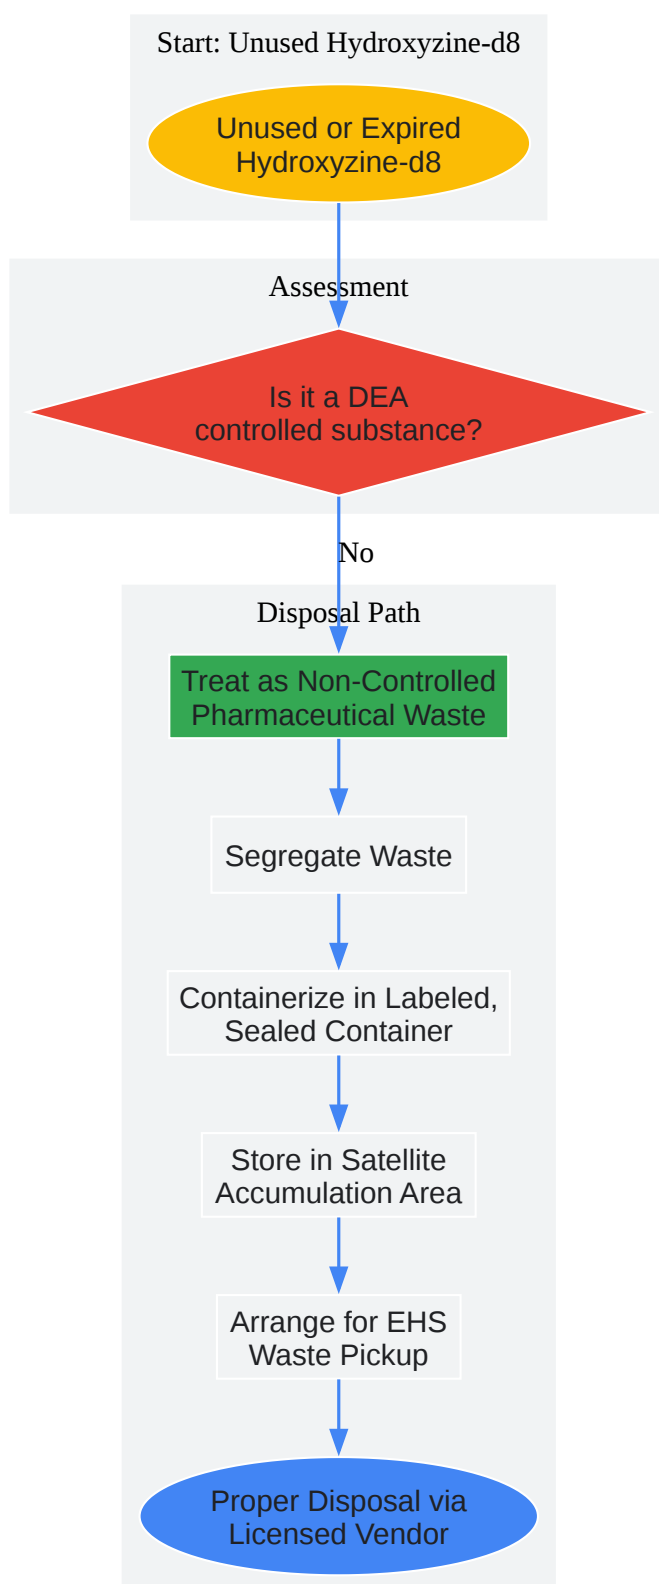 Start: Unused Hydroxyzine-d8
Unused or Expired
Hydroxyzine-d8
Assessment
Is it a DEA
controlled substance?
No
Disposal Path
Treat as Non-Controlled
Pharmaceutical Waste
Segregate Waste
Containerize in Labeled,
Sealed Container
Store in Satellite
Accumulation Area
Arrange for EHS
Waste Pickup
Proper Disposal via
Licensed Vendor